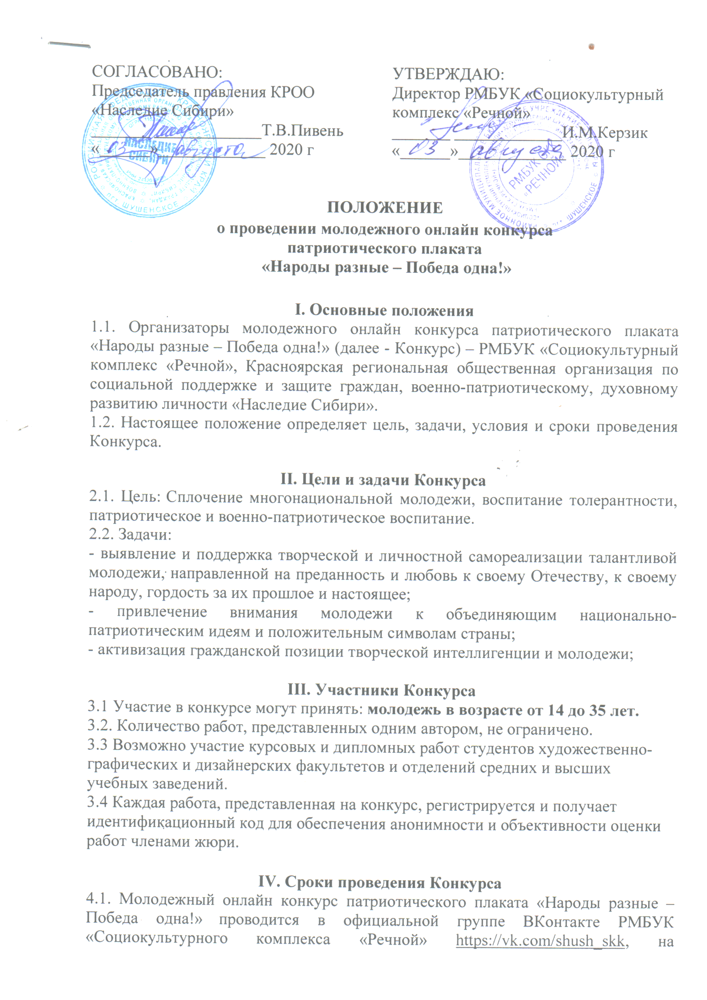 СОГЛАСОВАНО:
Председатель правления КРОО
«Наследие Сибири»
Т.В.Пивень
«03» августа 2020 г
УТВЕРЖДАЮ:
Директор РМБУК «Социокультурный
комплекс «Речной»
И.М.Керзик
«03» августа 2020 г
НАСЛЕДИЕ
СИБИРИ
пгт. ШУШЕНСКОЕ
РМБУК СКК
«РЕЧНОЙ»
ШУШЕНСКОЕ
ПОЛОЖЕНИЕ
о проведении молодежного онлайн конкурса
патриотического плаката
«Народы разные – Победа одна!»
I. Основные положения
1.1. Организаторы молодежного онлайн конкурса патриотического плаката
«Народы разные – Победа одна!» (далее - Конкурс) – РМБУК «Социокультурный
комплекс «Речной», Красноярская региональная общественная организация по
социальной поддержке и защите граждан, военно-патриотическому, духовному
развитию личности «Наследие Сибири».
1.2. Настоящее положение определяет цель, задачи, условия и сроки проведения
Конкурса.
II. Цели и задачи Конкурса
2.1. Цель: Сплочение многонациональной молодежи, воспитание толерантности,
патриотическое и военно-патриотическое воспитание.
2.2. Задачи:
- выявление и поддержка творческой и личностной самореализации талантливой
молодежи, направленной на преданность и любовь к своему Отечеству, к своему
народу, гордость за их прошлое и настоящее;
- привлечение внимания молодежи к объединяющим национально-
патриотическим идеям и положительным символам страны;
- активизация гражданской позиции творческой интеллигенции и молодежи;
III. Участники Конкурса
3.1 Участие в конкурсе могут принять: молодежь в возрасте от 14 до 35 лет.
3.2. Количество работ, представленных одним автором, не ограничено.
3.3 Возможно участие курсовых и дипломных работ студентов художественно-
графических и дизайнерских факультетов и отделений средних и высших
учебных заведений.
3.4 Каждая работа, представленная на конкурс, регистрируется и получает
идентификационный код для обеспечения анонимности и объективности оценки
работ членами жюри.
IV. Сроки проведения Конкурса
4.1. Молодежный онлайн конкурс патриотического плаката «Народы разные –
Победа одна!» проводится в официальной группе ВКонтакте РМБУК
«Социокультурного комплекса «Речной» https://vk.com/shush_skk, на